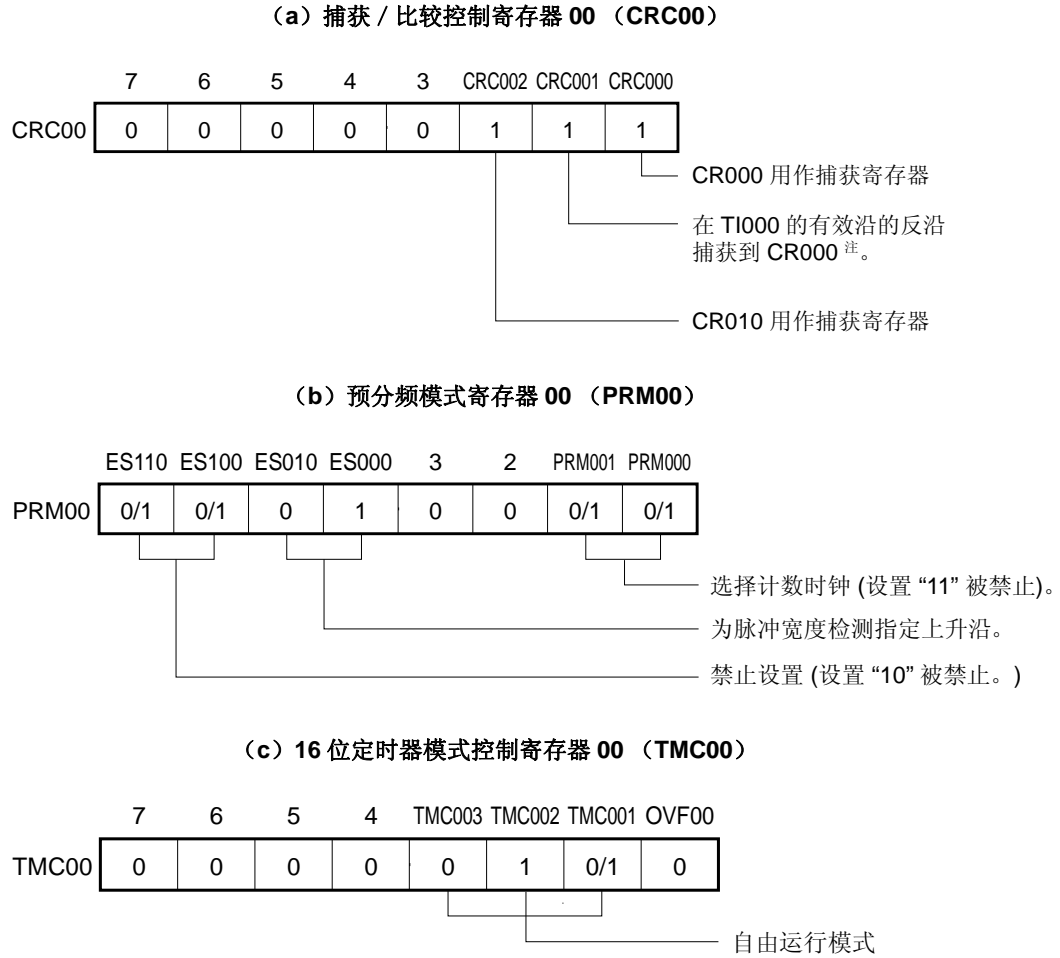 （a）捕获／比较控制寄存器 00 （CRC00）
7 6 5 4 3 CRC002 CRC001 CRC000
CRC00 0 0 0 0 0 1 1 1
CR000 用作捕获寄存器
在 TI000 的有效沿的反沿
捕获到 CR000 注。
CR010 用作捕获寄存器
（b）预分频模式寄存器 00 （PRM00）
ES110 ES100 ES010 ES000 3 2 PRM001 PRM000
PRM00 0/1 0/1 0 1 0 0 0/1 0/1
选择计数时钟 (设置 “11” 被禁止)。
为脉冲宽度检测指定上升沿。
禁止设置 (设置 “10” 被禁止。)
（c）16 位定时器模式控制寄存器 00 （TMC00）
7 6 5 4 TMC003 TMC002 TMC001 OVF00
TMC00 0 0 0 0 0 1 0/1 0
自由运行模式